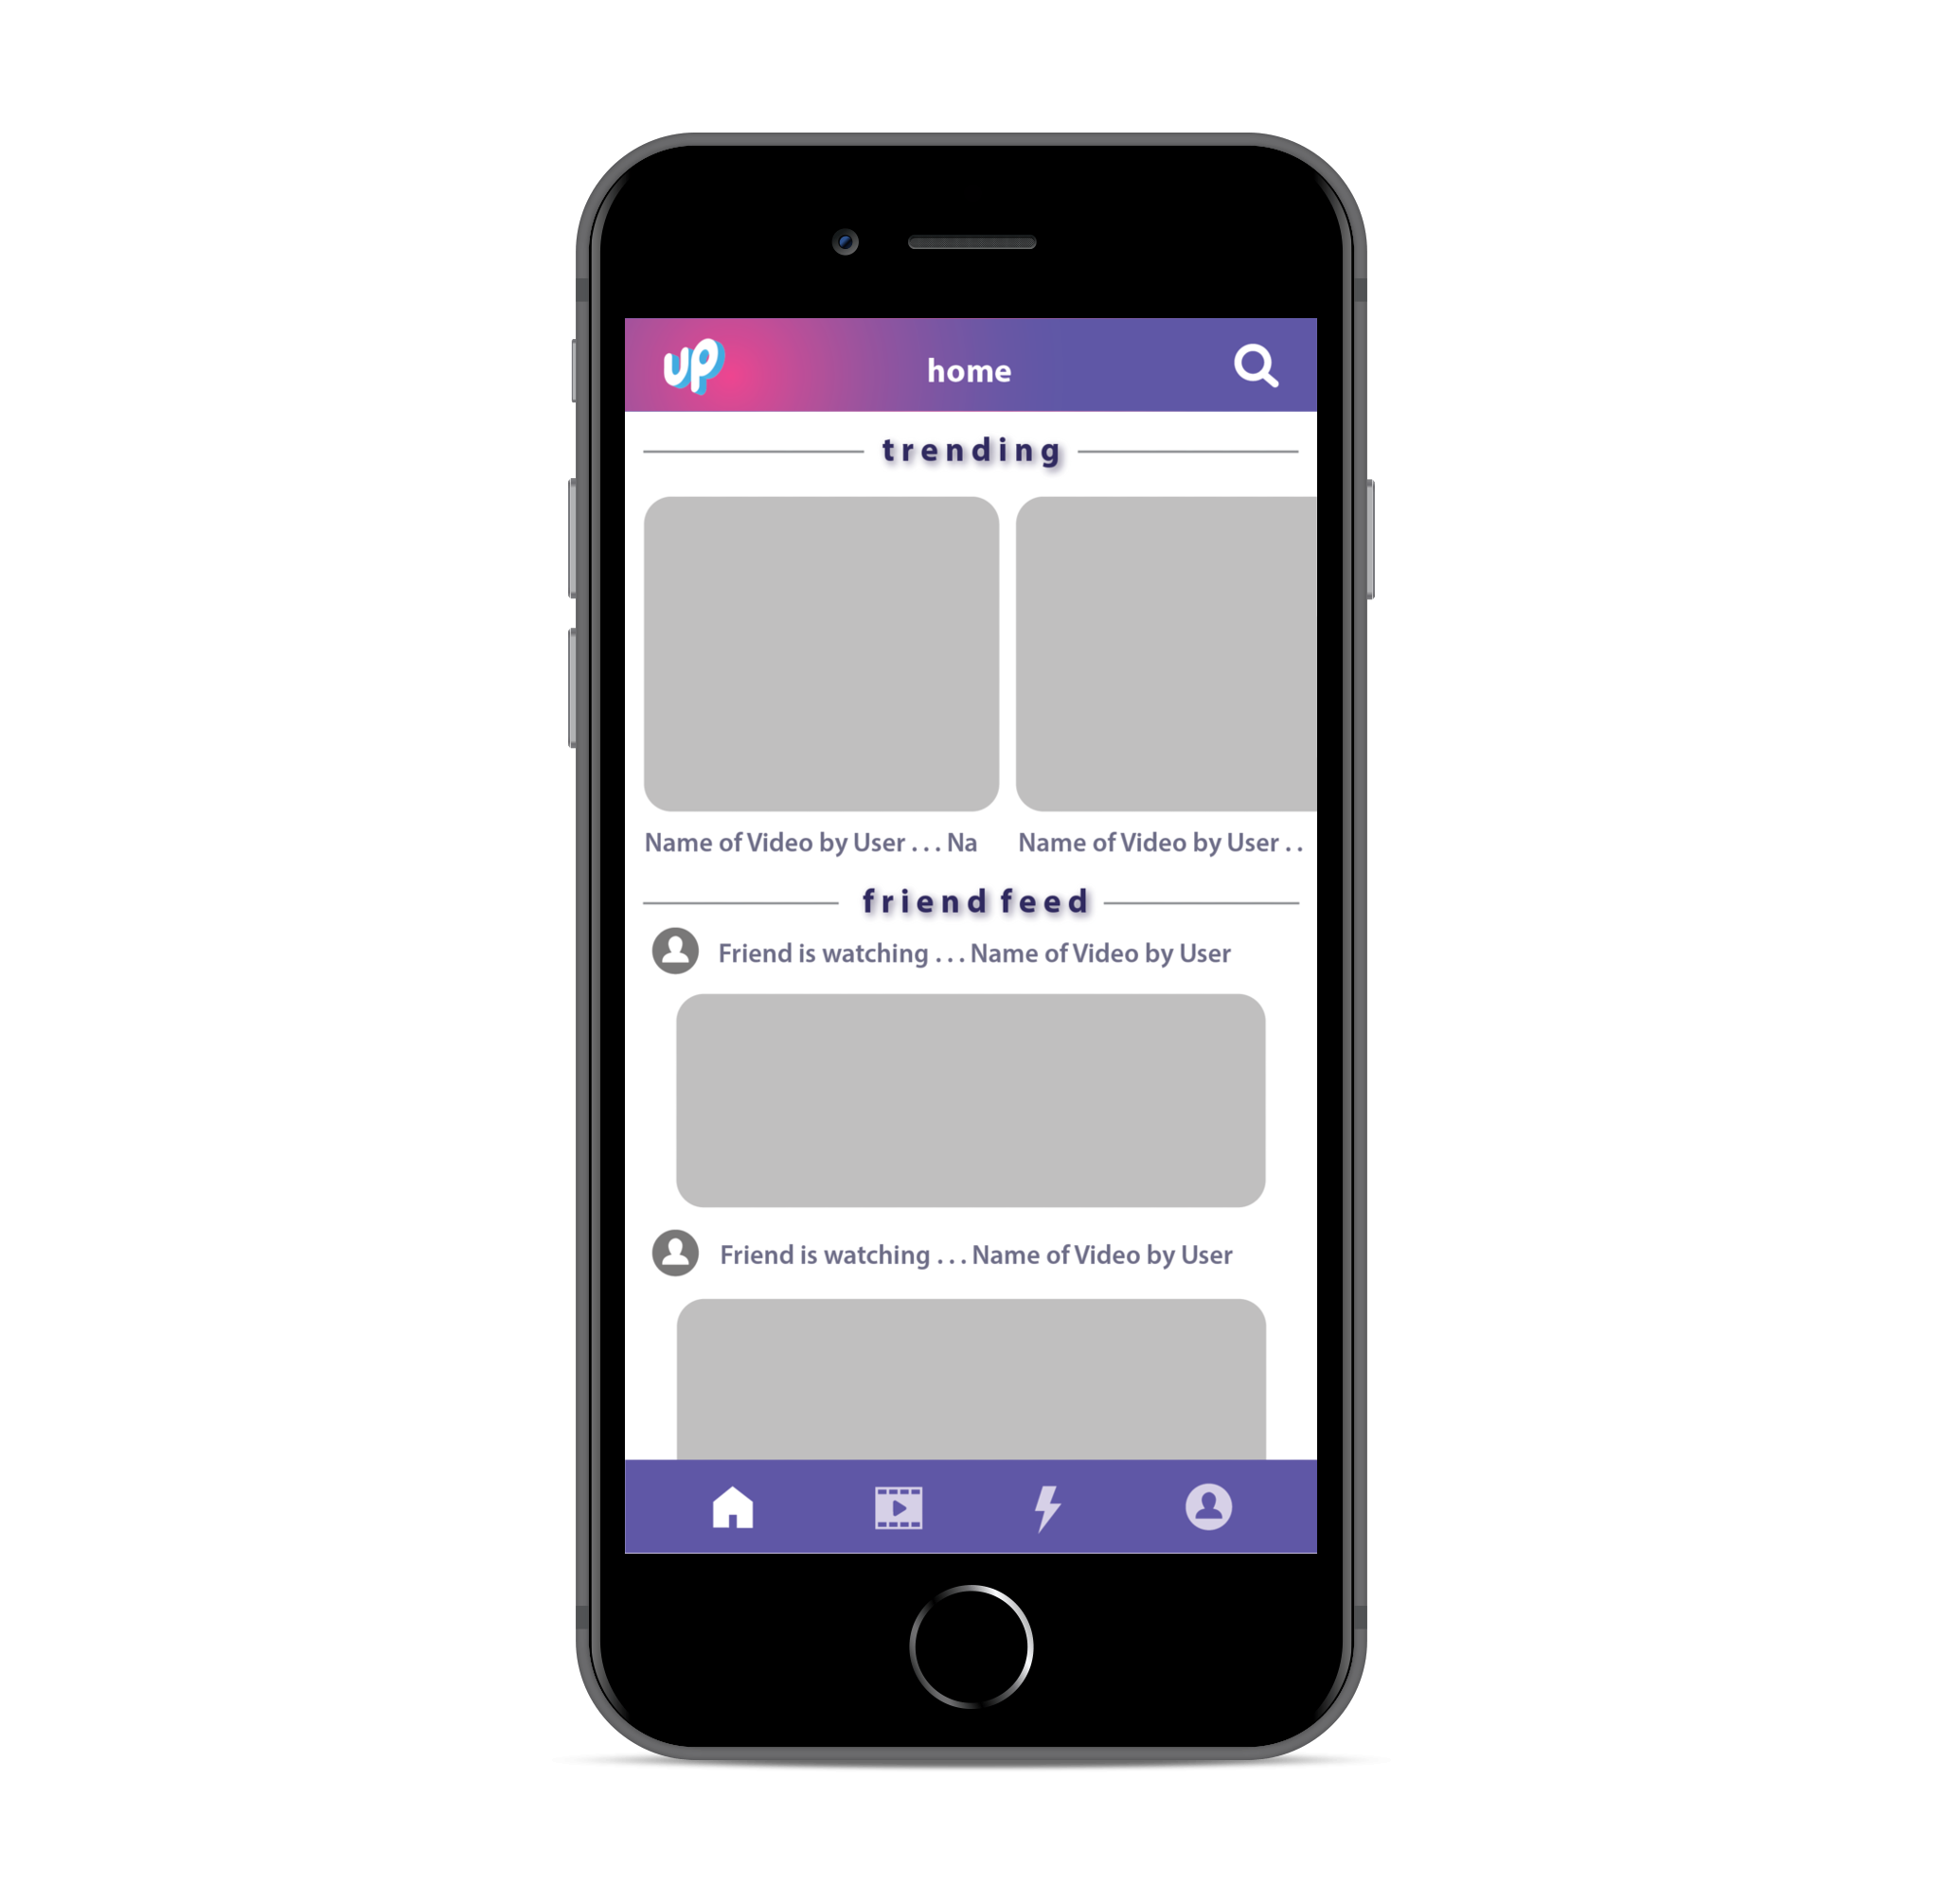 up
home
trending
Name of Video by User . . . Na
Name of Video by User . .
friend feed
Friend is watching . . . Name of Video by User
Friend is watching . . . Name of Video by User